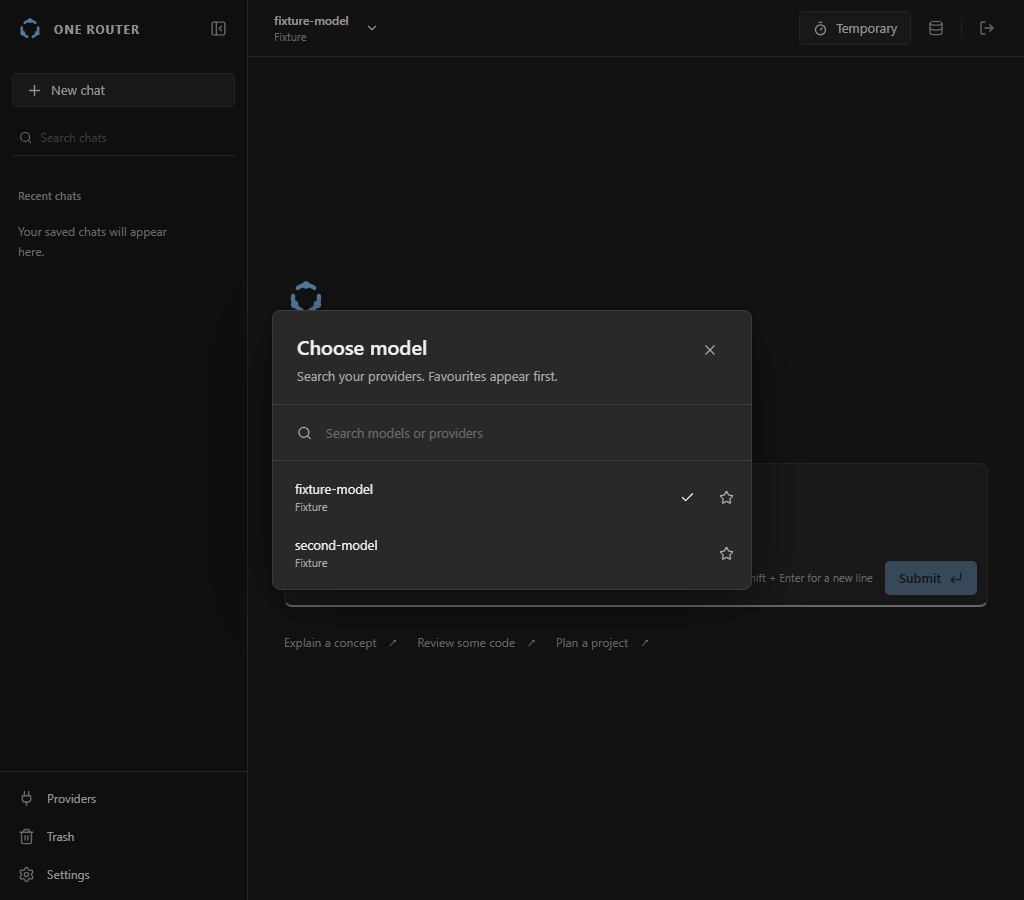 ONE ROUTER
New chat
Search chats
Recent chats
Your saved chats will appear
here.
Providers
Trash
Settings
fixture-model
Fixture
Temporary
Choose model
Search your providers. Favourites appear first.
Search models or providers
fixture-model
Fixture
second-model
Fixture
+ Enter for a new line
Submit
Explain a concept
Review some code
Plan a project